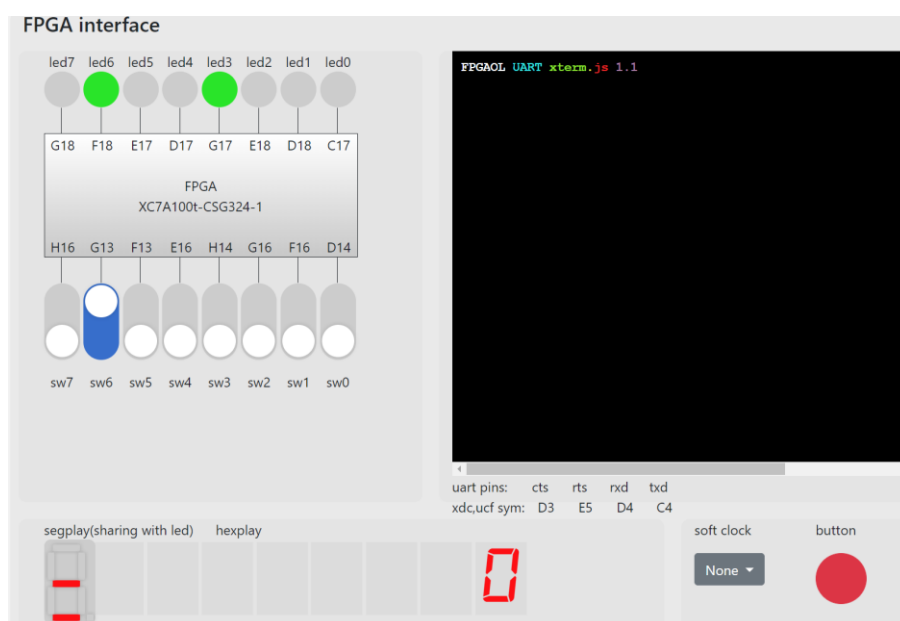 FPGA interface
led7 led6 led5 led4 led3 led2 led1 led0
G18 F18 E17 D17 G17 E18 D18 C17
FPGA
XC7A100t-CSG324-1
H16 G13 F13 E16 H14 G16 F16 D14
sw7 sw6 sw5 sw4 sw3 sw2 sw1 sw0
FPGAOL UART xterm.js 1.1
uart pins: cts rts rxd txd
xdc,ucf sym: D3 E5 D4 C4
segplay(sharing with led) hexplay
0
soft clock button
None